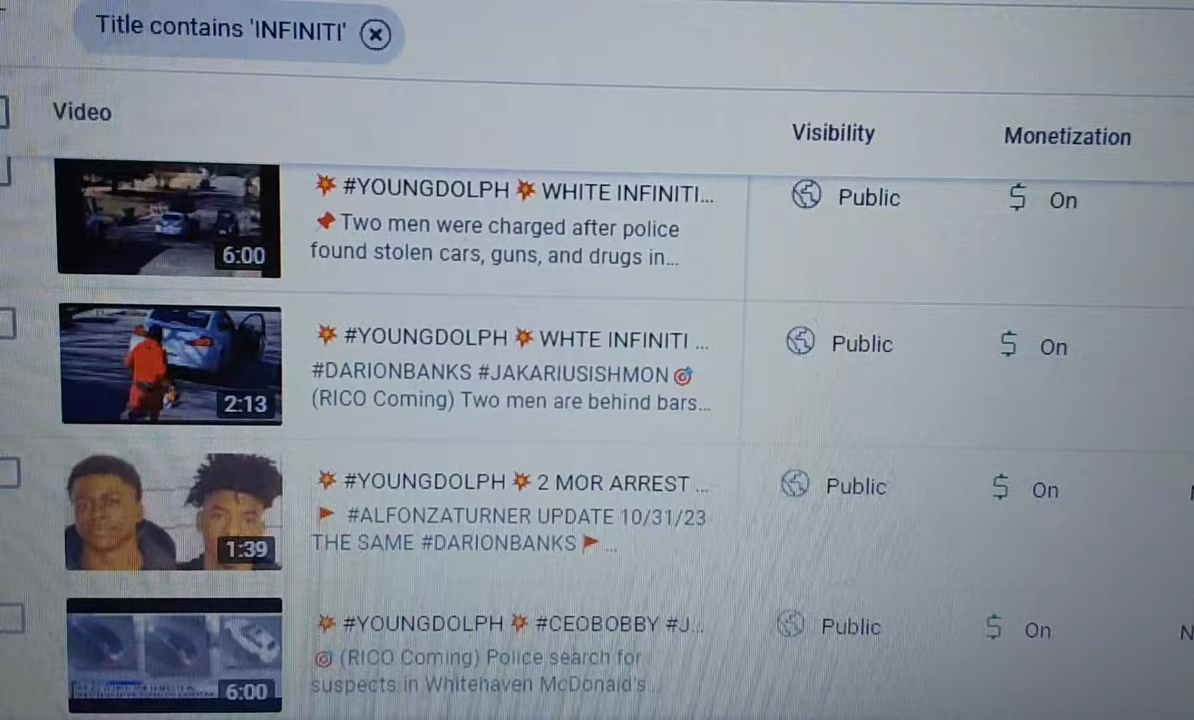 Title contains 'INFINITI'
Video
Visibility
Monetization
#YOUNGDOLPH 💥 WHITE INFINITI...
📌 Two men were charged after police
found stolen cars, guns, and drugs in...
6:00
Public
On
💥 #YOUNGDOLPH 💥 WHTE INFINITI ...
#DARIONBANKS #JAKARIUSISHMON 🎯
(RICO Coming) Two men are behind bars...
2:13
Public
On
💥 #YOUNGDOLPH 💥 2 MOR ARREST ...
🚩 #ALFONZATURNER UPDATE 10/31/23
THE SAME #DARIONBANKS 🚩 ...
1:39
Public
On
💥 #YOUNGDOLPH 💥 #CEOBOBBY #J...
🎯 (RICO Coming) Police search for
suspects in Whitehaven McDonald's...
6:00
Public
On
N